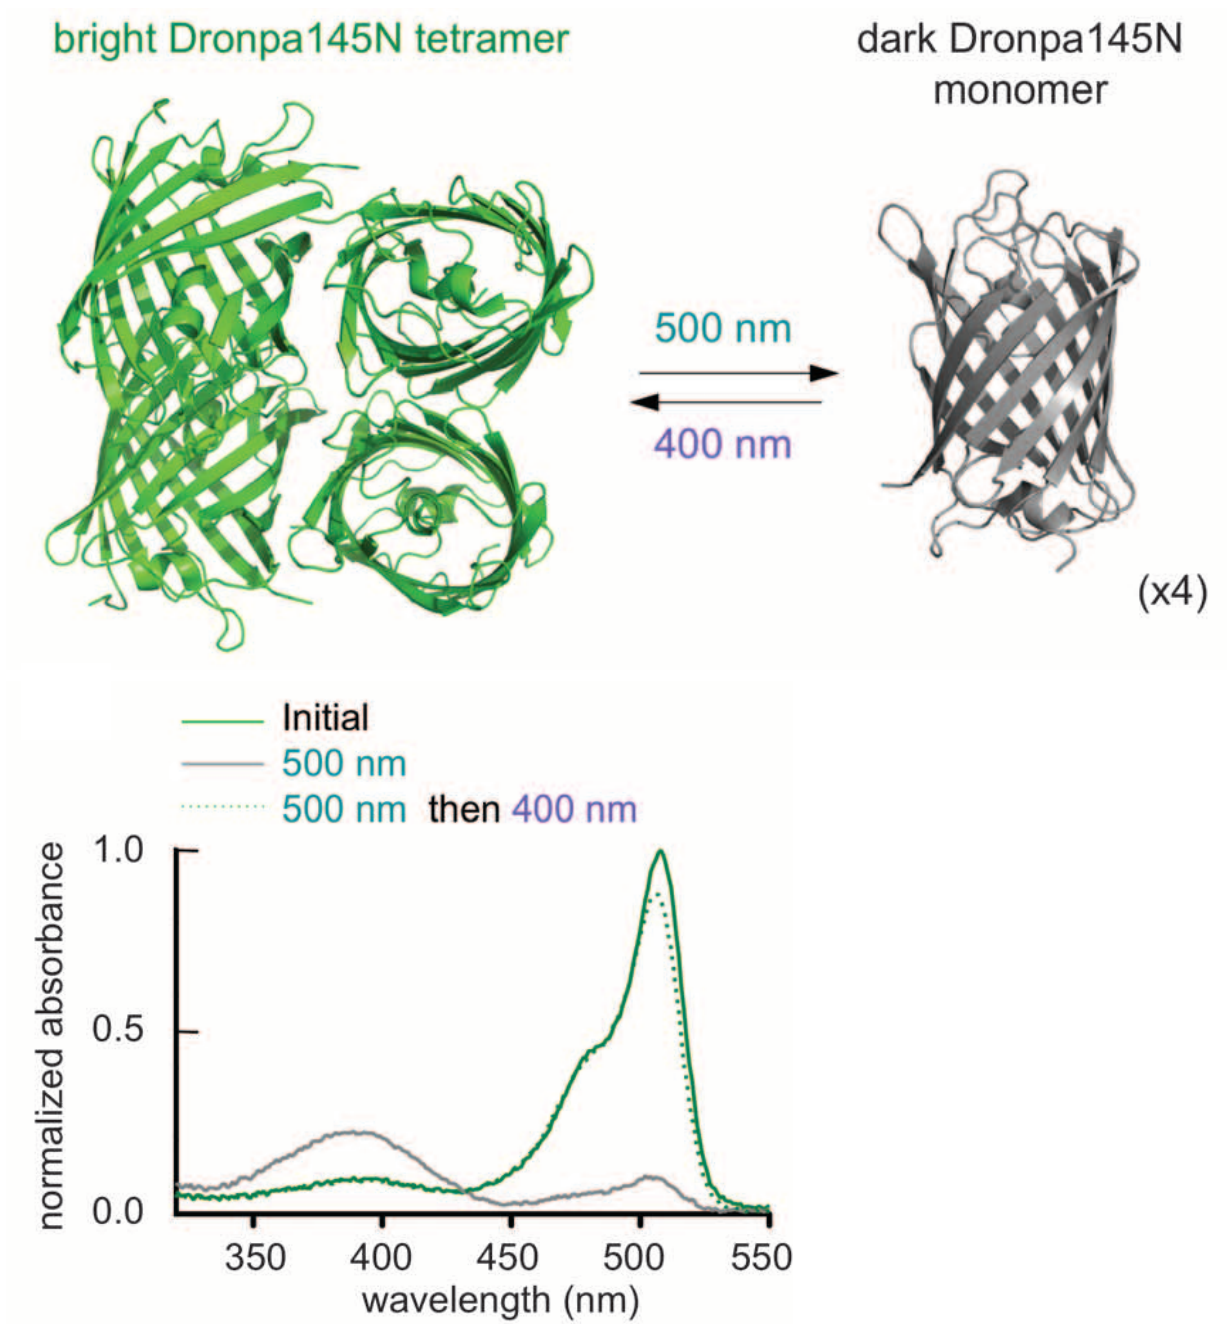 bright Dronpa145N tetramer
dark Dronpa145N
monomer
500 nm
400 nm
(x4)
Initial
500 nm
500 nm then 400 nm
normalized absorbance
1.0
0.5
0.0
350 400 450 500 550
wavelength (nm)